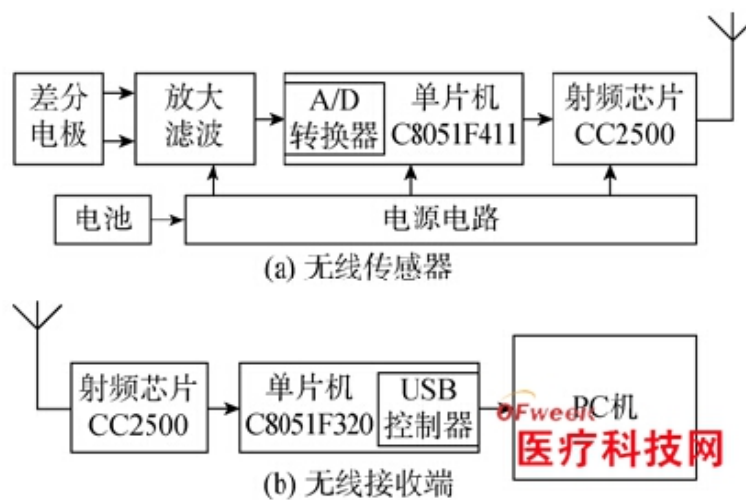 差分
电极
放大
滤波
A/D
转换器
单片机
C8051F411
射频芯片
CC2500
电池
电源电路
(a) 无线传感器
射频芯片
CC2500
单片机
C8051F320
USB
控制器
PC机
OFweek
医疗科技网
(b) 无线接收端